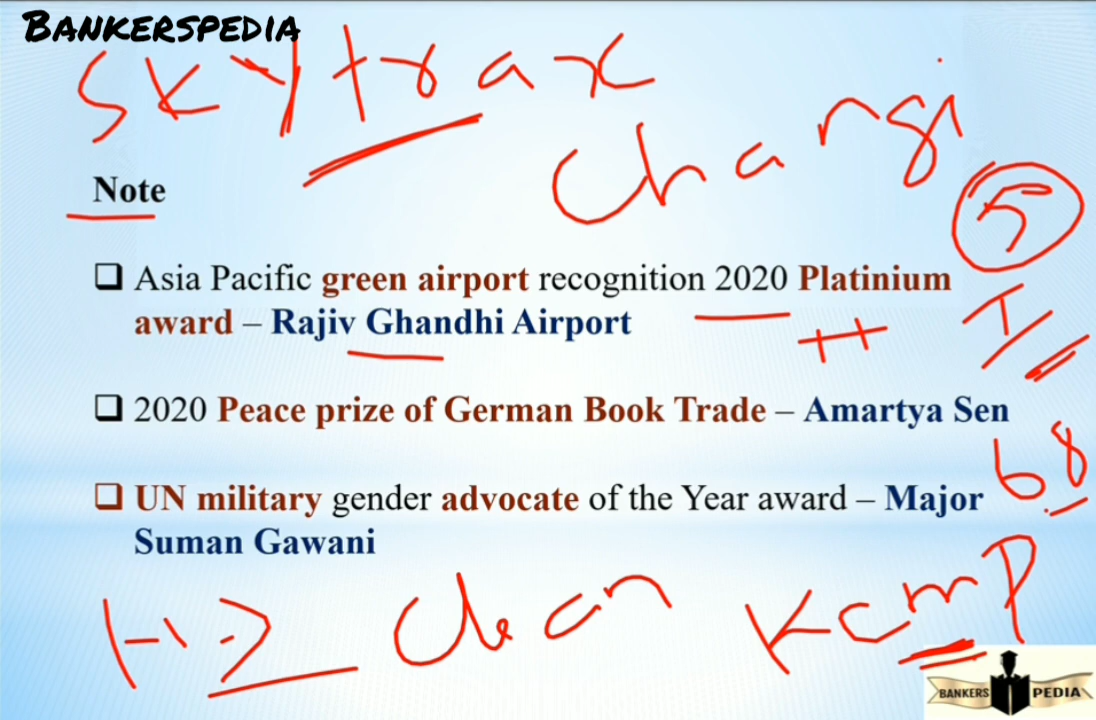 BANKERSPEDIA
Skytrax
Changi
Note
5
Asia Pacific green airport recognition 2020 Platinium
award – Rajiv Ghandhi Airport
H
I
2020 Peace prize of German Book Trade – Amartya Sen
68
UN military gender advocate of the Year award – Major
Suman Gawani
Clean
KCmP
BANKERS PEDIA